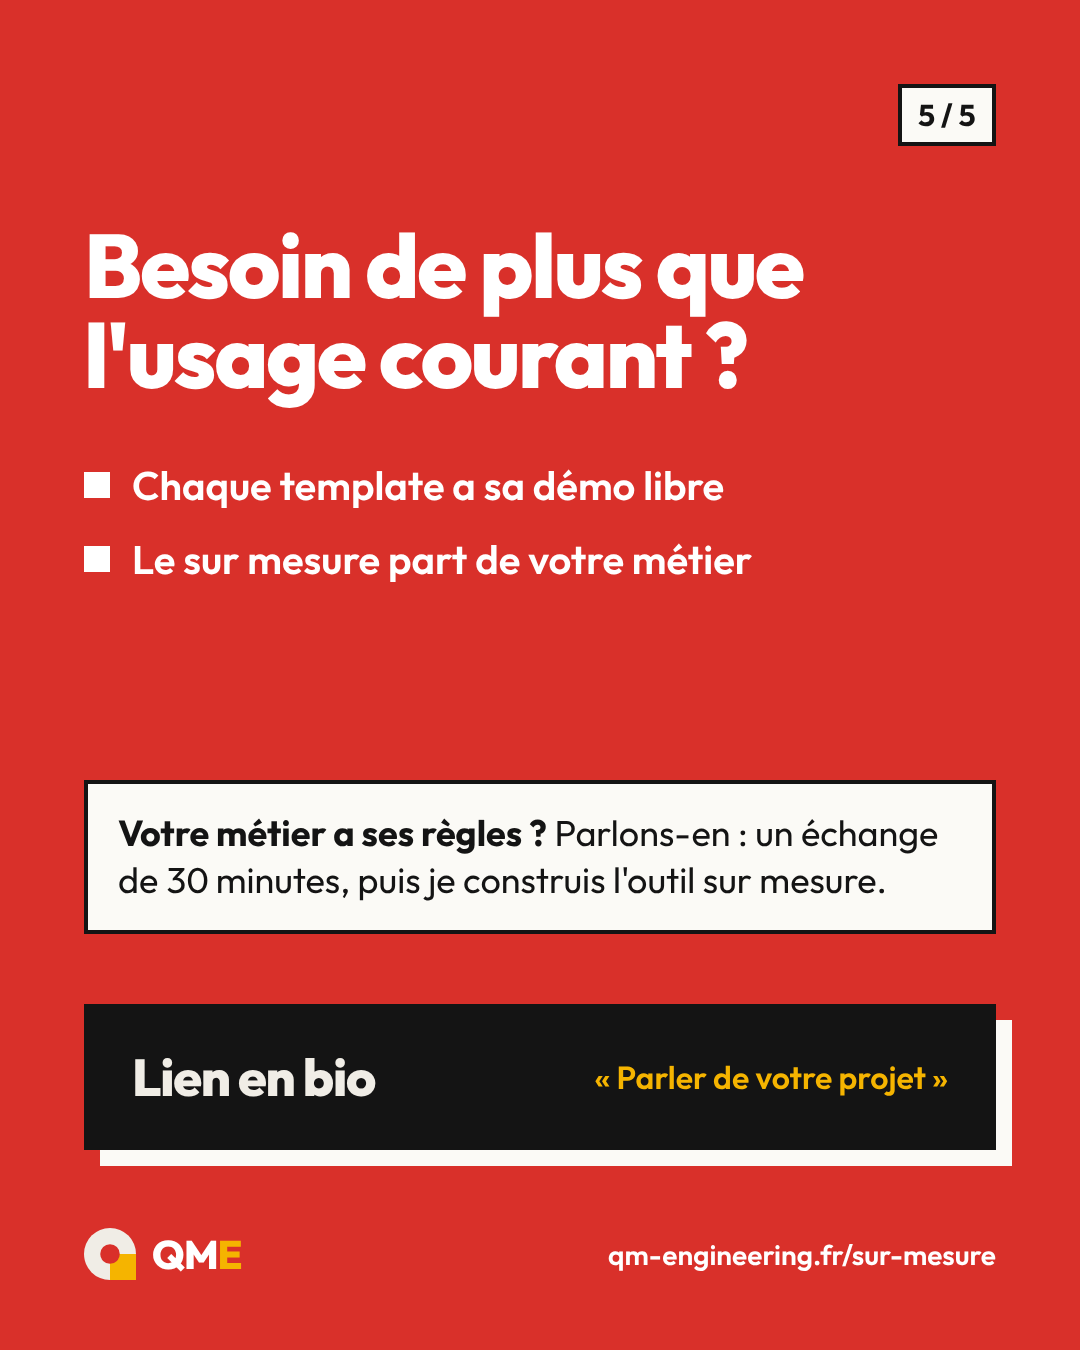 5 / 5
Besoin de plus que
l'usage courant ?
Chaque template a sa démo libre
Le sur mesure part de votre métier
Votre métier a ses règles ? Parlons-en : un échange
de 30 minutes, puis je construis l'outil sur mesure.
Lien en bio
« Parler de votre projet »
QME
qm-engineering.fr/sur-mesure